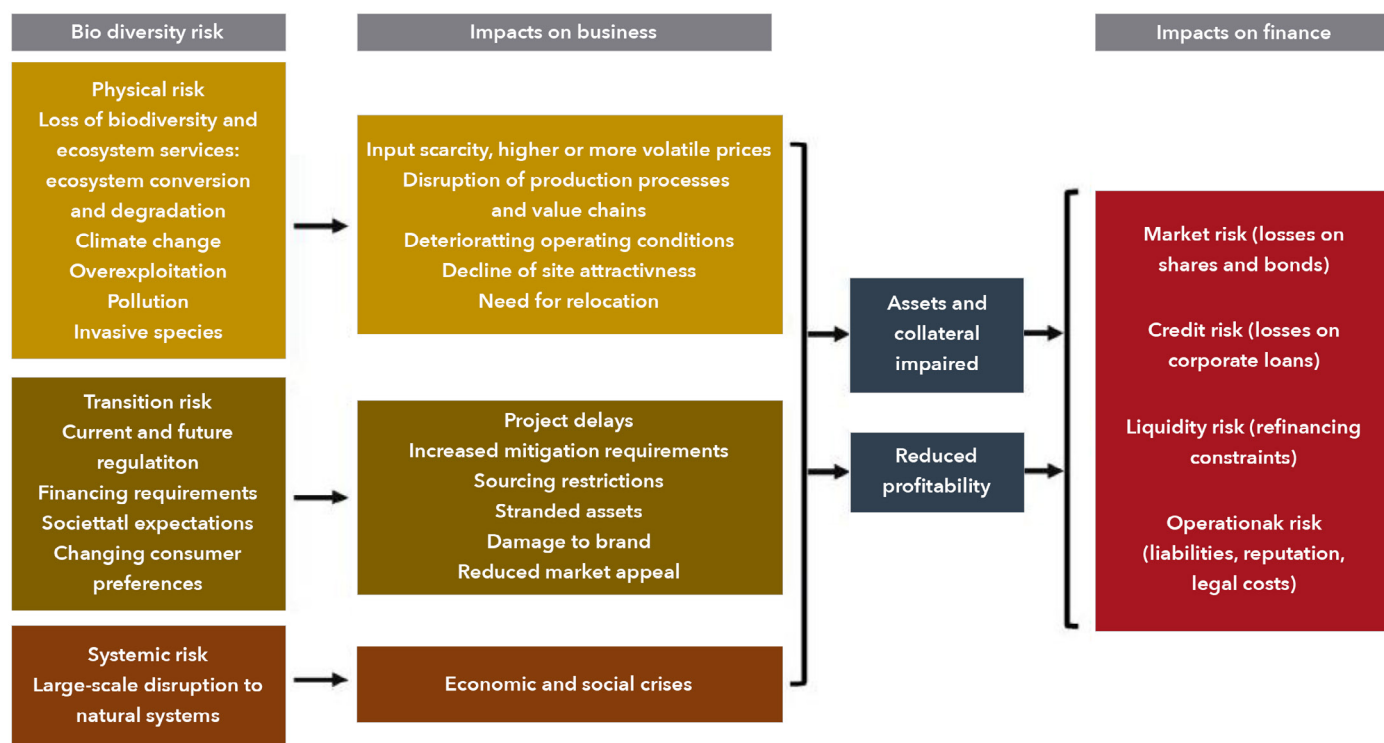 Bio diversity risk
Impacts on business
Impacts on finance
Physical risk
Loss of biodiversity and
ecosystem services:
ecosystem conversion
and degradation
Climate change
Overexploitation
Pollution
Invasive species
Input scarcity, higher or more volatile prices
Disruption of production processes
and value chains
Deterioratting operating conditions
Decline of site attractivness
Need for relocation
Transition risk
Current and future
regulatiton
Financing requirements
Societtatl expectations
Changing consumer
preferences
Project delays
Increased mitigation requirements
Sourcing restrictions
Stranded assets
Damage to brand
Reduced market appeal
Systemic risk
Large-scale disruption to
natural systems
Economic and social crises
Assets and
collateral
impaired
Reduced
profitability
Market risk (losses on
shares and bonds)
Credit risk (losses on
corporate loans)
Liquidity risk (refinancing
constraints)
Operationak risk
(liabilities, reputation,
legal costs)